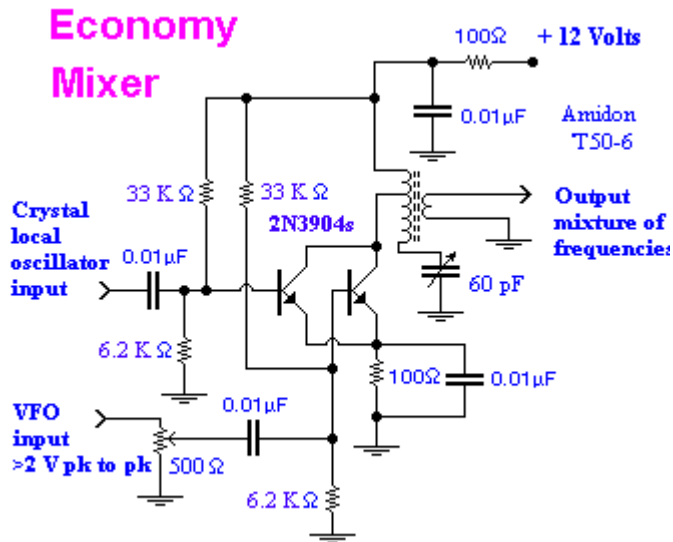 Economy
Mixer
100Ω
+ 12 Volts
0.01µF
Amidon
T50-6
33 K Ω
33 K Ω
2N3904s
Crystal
local
oscillator
input
0.01µF
Output
mixture of
frequencies
60 pF
6.2 K Ω
100Ω
0.01µF
VFO
input
>2 V pk to pk
0.01µF
500 Ω
6.2 K Ω